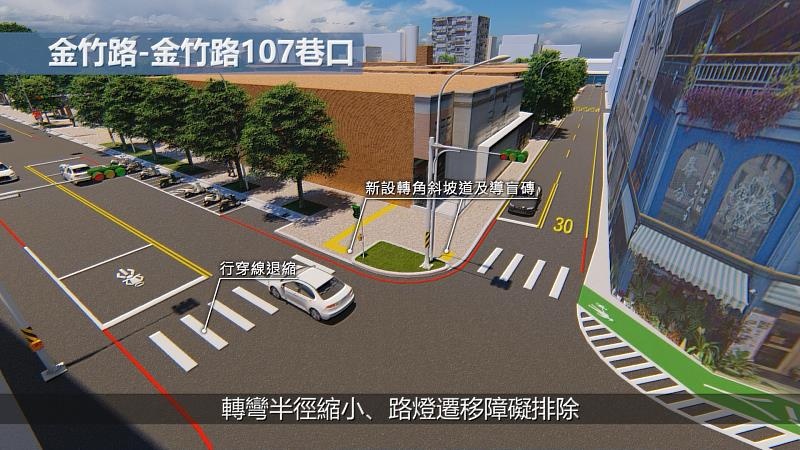 金竹路-金竹路107巷口
新設轉角斜坡道及導盲磚
30
行穿線退縮
轉彎半徑縮小、路燈遷移障礙排除